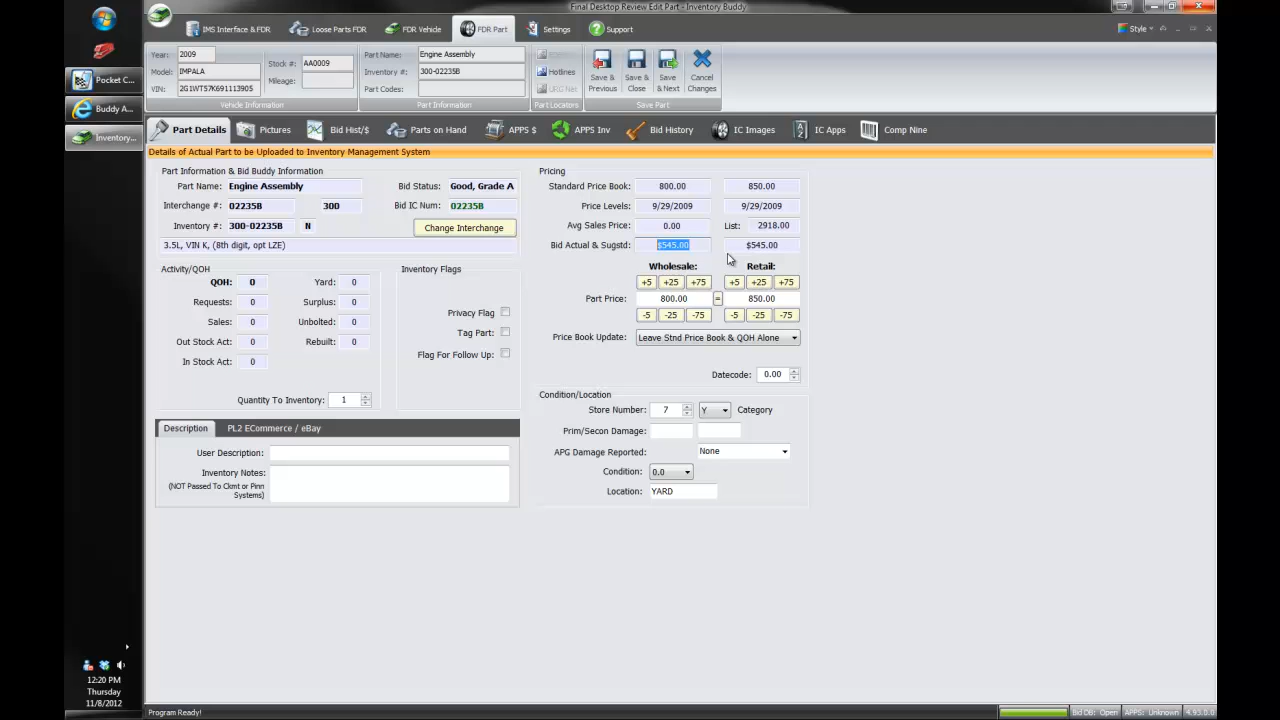 Final Desktop Review Edit Part - Inventory Buddy
IMS Interface & FDR
Loose Parts FDR
FDR Vehicle
FDR Part
Settings
Support
Style
Year: 2009
Model: IMPALA
VIN: 2G1WT57K691113905
Stock #: AA0009
Mileage:
Vehicle Information
Part Name: Engine Assembly
Inventory #: 300-02235B
Part Codes:
Part Information
Hotlines
Part Locators
Save & Previous
Save & Close
Save & Next
Cancel Changes
Save Part
Pocket C...
Buddy A...
Inventory...
Part Details
Pictures
Bid Hist/$
Parts on Hand
APPS $
APPS Inv
Bid History
IC Images
IC Apps
Comp Nine
Details of Actual Part to be Uploaded to Inventory Management System
Part Information & Bid Buddy Information
Part Name: Engine Assembly
Bid Status: Good, Grade A
Interchange #: 02235B 300
Bid IC Num: 02235B
Inventory #: 300-02235B N
Change Interchange
3.5L, VIN K, (8th digit, opt LZE)
Activity/QOH
QOH: 0 Yard: 0
Requests: 0 Surplus: 0
Sales: 0 Unbolted: 0
Out Stock Act: 0 Rebuilt: 0
In Stock Act: 0
Quantity To Inventory: 1
Inventory Flags
Privacy Flag
Tag Part:
Flag For Follow Up:
Description
PL2 ECommerce / eBay
User Description:
Inventory Notes:
(NOT Passed To Ckmt or Pinn
Systems)
Pricing
Standard Price Book: 800.00 850.00
Price Levels: 9/29/2009 9/29/2009
Avg Sales Price: 0.00 List: 2918.00
Bid Actual & Sugstd: $545.00 $545.00
Wholesale: Retail:
+5 +25 +75 +5 +25 +75
Part Price: 800.00 = 850.00
-5 -25 -75 -5 -25 -75
Price Book Update: Leave Stnd Price Book & QOH Alone
Datecode: 0.00
Condition/Location
Store Number: 7 Y Category
Prim/Secon Damage:
APG Damage Reported: None
Condition: 0.0
Location: YARD
12:20 PM
Thursday
11/8/2012
Program Ready!
Bid DB: Open
APPS: Unknown